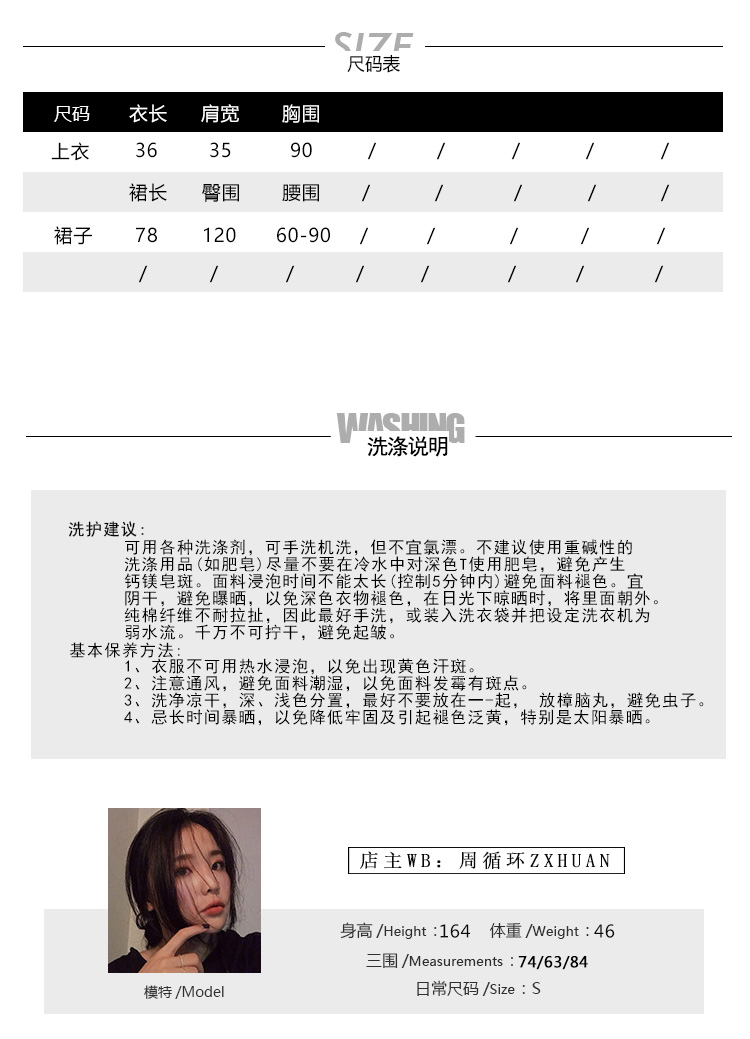 SIZE
尺码表
尺码 衣长 肩宽 胸围
上衣 36 35 90 / / / / /
裙长 臀围 腰围 / / / / /
裙子 78 120 60-90 / / / / /
/ / / / / / / /
WASHING
洗涤说明
洗护建议:
可用各种洗涤剂，可手洗机洗，但不宜氯漂。不建议使用重碱性的
洗涤用品(如肥皂)尽量不要在冷水中对深色T使用肥皂，避免产生
钙镁皂斑。面料浸泡时间不能太长(控制5分钟内)避免面料褪色。宜
阴干，避免曝晒，以免深色衣物褪色，在日光下晾晒时，将里面朝外。
纯棉纤维不耐拉扯，因此最好手洗，或装入洗衣袋并把设定洗衣机为
弱水流。千万不可拧干，避免起皱。
基本保养方法:
1、衣服不可用热水浸泡，以免出现黄色汗斑。
2、注意通风，避免面料潮湿，以免面料发霉有斑点。
3、洗净凉干，深、浅色分置，最好不要放在一-起， 放樟脑丸，避免虫子。
4、忌长时间暴晒，以免降低牢固及引起褪色泛黄，特别是太阳暴晒。
店主WB：周循环ZXHUAN
身高/Height：164 体重/Weight：46
三围/Measurements：74/63/84
日常尺码/Size：S
模特/Model